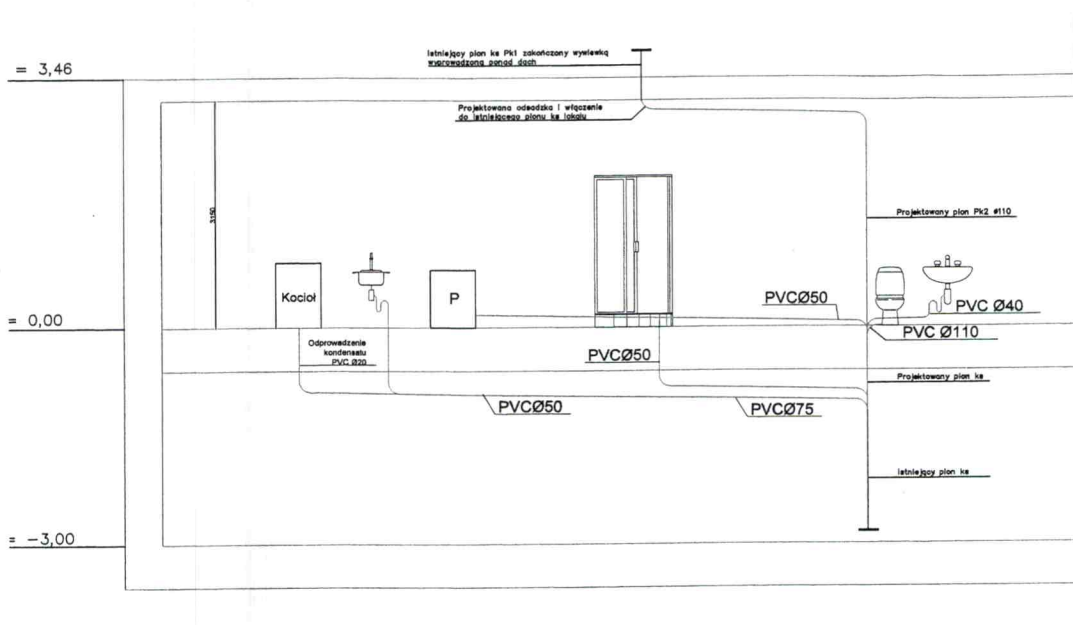 Istniejący pion ks Pk1 zakończony wywiewką
wyprowadzoną ponad dach
= 3,46
Projektowana odsadzka i włączenie
do istniejącego pionu ks lokalu
3150
Projektowany pion Pk2 ø110
Kocioł
P
PVCØ50
PVC Ø40
= 0,00
PVC Ø110
Odprowadzenie
kondensatu
PVC Ø20
PVCØ50
Projektowany pion ks
PVCØ50
PVCØ75
Istniejący pion ks
= -3,00